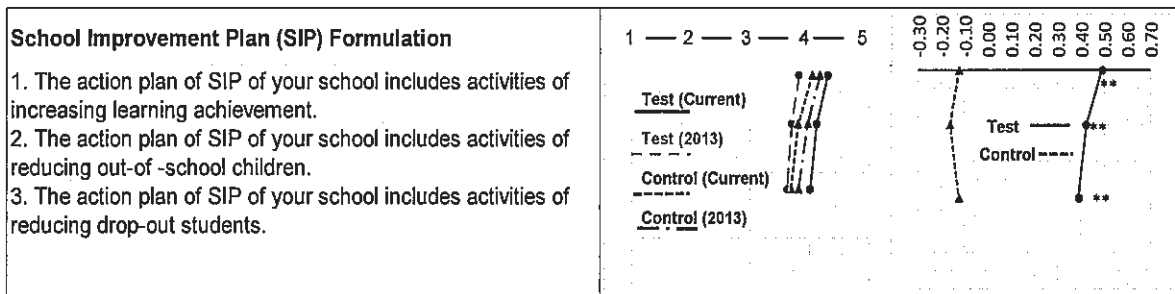 School Improvement Plan (SIP) Formulation
1. The action plan of SIP of your school includes activities of
increasing learning achievement.
2. The action plan of SIP of your school includes activities of
reducing out-of -school children.
3. The action plan of SIP of your school includes activities of
reducing drop-out students.
1 — 2 — 3 — 4 — 5
Test (Current)
Test (2013)
Control (Current)
Control (2013)
-0.30
-0.20
-0.10
0.00
0.10
0.20
0.30
0.40
0.50
0.60
0.70
**
Test
**
Control
**